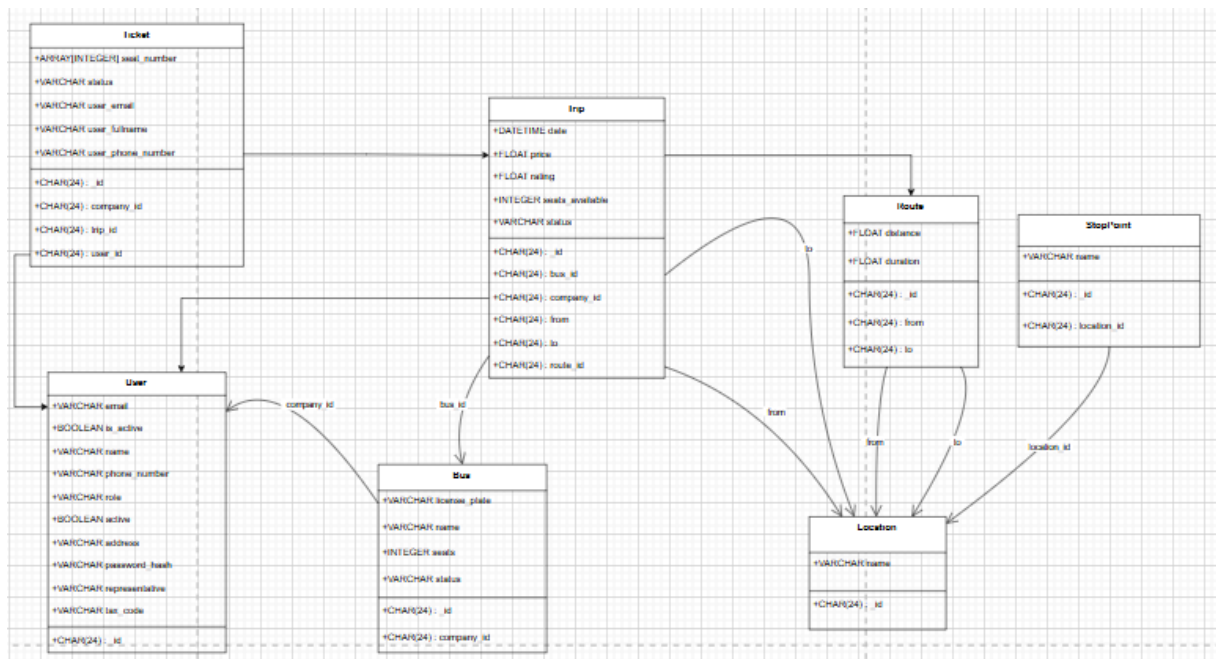 Ticket
+ARRAY[INTEGER] seat_number
+VARCHAR status
+VARCHAR user_email
+VARCHAR user_fullname
+VARCHAR user_phone_number
+CHAR(24) : _id
+CHAR(24) : company_id
+CHAR(24) : trip_id
+CHAR(24) : user_id
Trip
+DATETIME date
+FLOAT price
+FLOAT rating
+INTEGER seats_available
+VARCHAR status
+CHAR(24) : _id
+CHAR(24) : bus_id
+CHAR(24) : company_id
+CHAR(24) : from
+CHAR(24) : to
+CHAR(24) : route_id
Route
+FLOAT distance
+FLOAT duration
+CHAR(24) : _id
+CHAR(24) : from
+CHAR(24) : to
StopPoint
+VARCHAR name
+CHAR(24) : _id
+CHAR(24) : location_id
to
User
+VARCHAR email
+BOOLEAN is_active
+VARCHAR name
+VARCHAR phone_number
+VARCHAR role
+BOOLEAN active
+VARCHAR address
+VARCHAR password_hash
+VARCHAR representative
+VARCHAR tax_code
+CHAR(24) : _id
company_id
bus_id
from
from
to
location_id
Bus
+VARCHAR license_plate
+VARCHAR name
+INTEGER seats
+VARCHAR status
+CHAR(24) : _id
+CHAR(24) : company_id
Location
+VARCHAR name
+CHAR(24) : _id